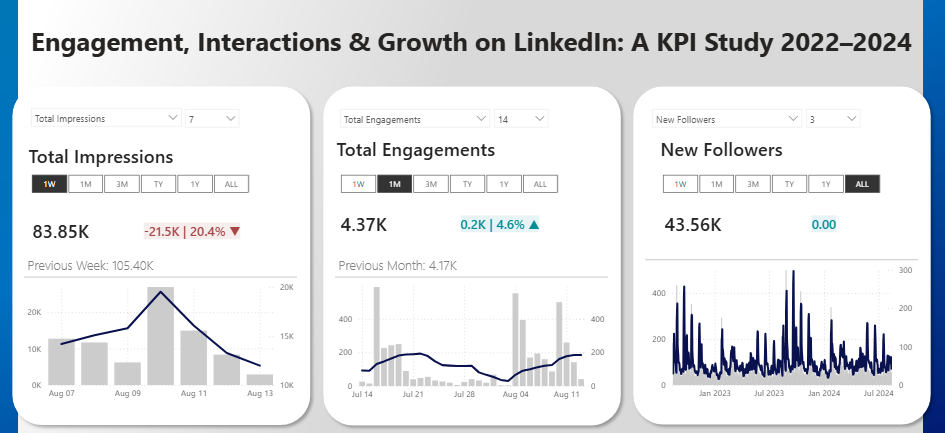 Engagement, Interactions & Growth on LinkedIn: A KPI Study 2022–2024
Total Impressions 7
Total Impressions
1W 1M 3M TY 1Y ALL
83.85K -21.5K | 20.4% ▼
Previous Week: 105.40K
20K
20K
15K
10K
0K 10K
Aug 07 Aug 09 Aug 11 Aug 13
Total Engagements 14
Total Engagements
1W 1M 3M TY 1Y ALL
4.37K 0.2K | 4.6% ▲
Previous Month: 4.17K
400 400
200 200
0 0
Jul 14 Jul 21 Jul 28 Aug 04 Aug 11
New Followers 3
New Followers
1W 1M 3M TY 1Y ALL
43.56K 0.00
300
400
200
200
100
0 0
Jan 2023 Jul 2023 Jan 2024 Jul 2024